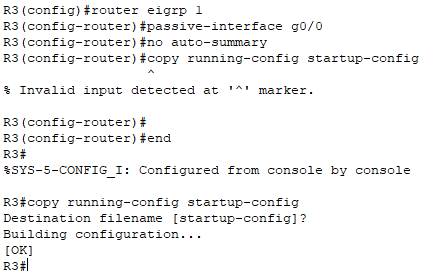 R3(config)#router eigrp 1
R3(config-router)#passive-interface g0/0
R3(config-router)#no auto-summary
R3(config-router)#copy running-config startup-config
^
% Invalid input detected at '^' marker.
R3(config-router)#
R3(config-router)#end
R3#
%SYS-5-CONFIG_I: Configured from console by console
R3#copy running-config startup-config
Destination filename [startup-config]?
Building configuration...
[OK]
R3#